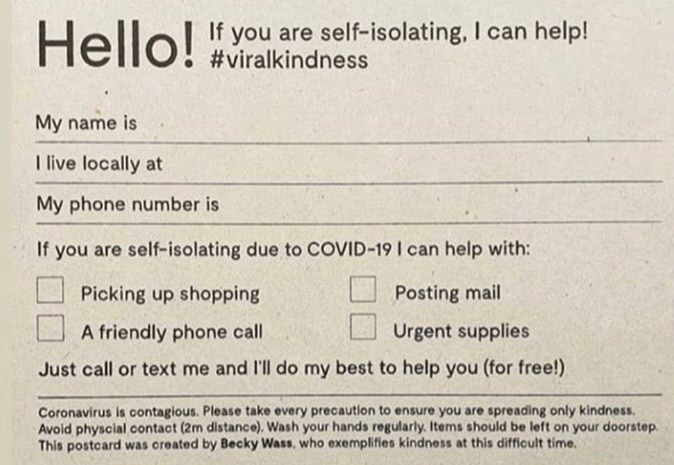 Hello! If you are self-isolating, I can help!
#viralkindness
My name is
I live locally at
My phone number is
If you are self-isolating due to COVID-19 I can help with:
Picking up shopping
Posting mail
A friendly phone call
Urgent supplies
Just call or text me and I'll do my best to help you (for free!)
Coronavirus is contagious. Please take every precaution to ensure you are spreading only kindness.
Avoid physcial contact (2m distance). Wash your hands regularly. Items should be left on your doorstep.
This postcard was created by Becky Wass, who exemplifies kindness at this difficult time.